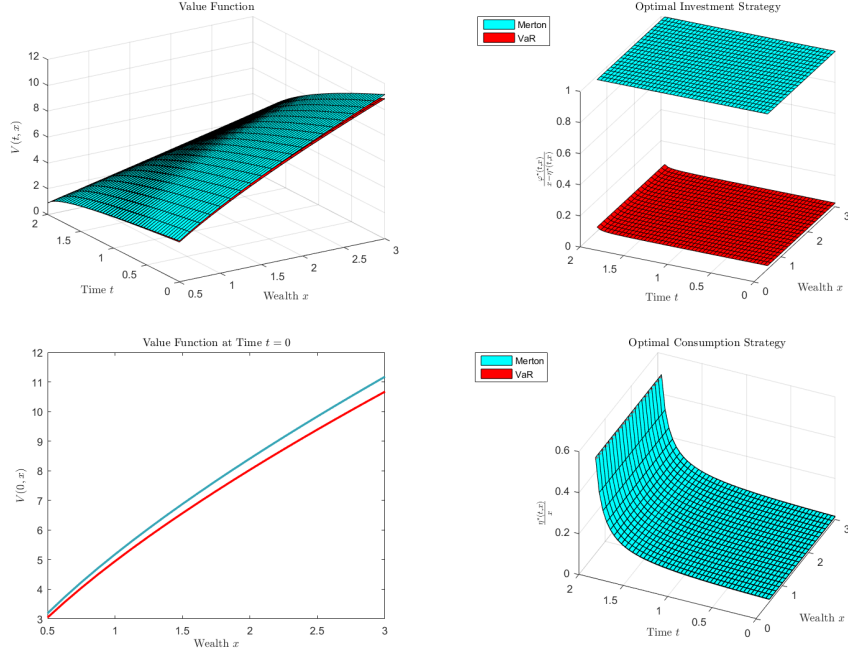 Value Function
12
10
8
6
4
2
0
V(t, x)
2
1.5
1
0.5
0
Time t
0.5
1
1.5
2
2.5
3
Wealth x
Optimal Investment Strategy
Merton
VaR
1
0.8
0.6
0.4
0.2
0
φ*(t,x)
x−η*(t,x)
2
1.5
1
0.5
0
Time t
0
1
2
3
Wealth x
Value Function at Time t = 0
12
11
10
9
8
7
6
5
4
3
V(0, x)
0.5
1
1.5
2
2.5
3
Wealth x
Optimal Consumption Strategy
Merton
VaR
0.6
0.4
0.2
0
η*(t,x)
x
2
1.5
1
0.5
0
Time t
0
1
2
3
Wealth x